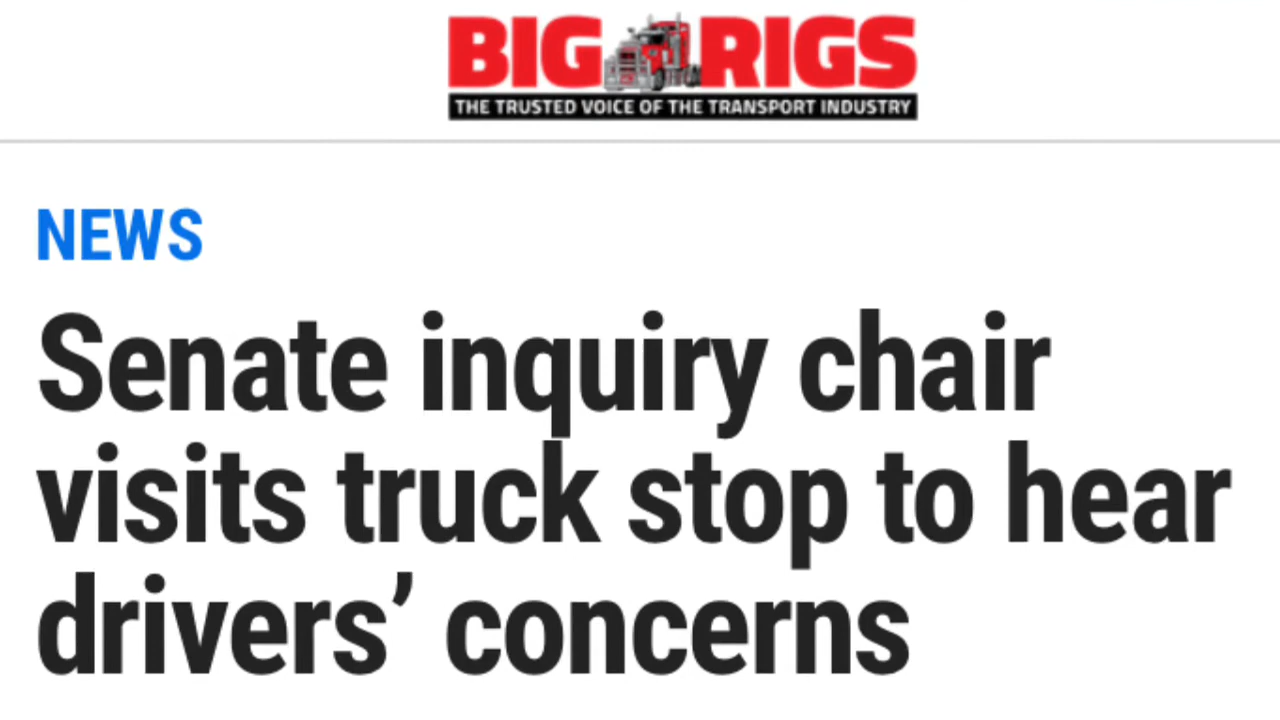 BIG RIGS
THE TRUSTED VOICE OF THE TRANSPORT INDUSTRY
NEWS
Senate inquiry chair
visits truck stop to hear
drivers’ concerns